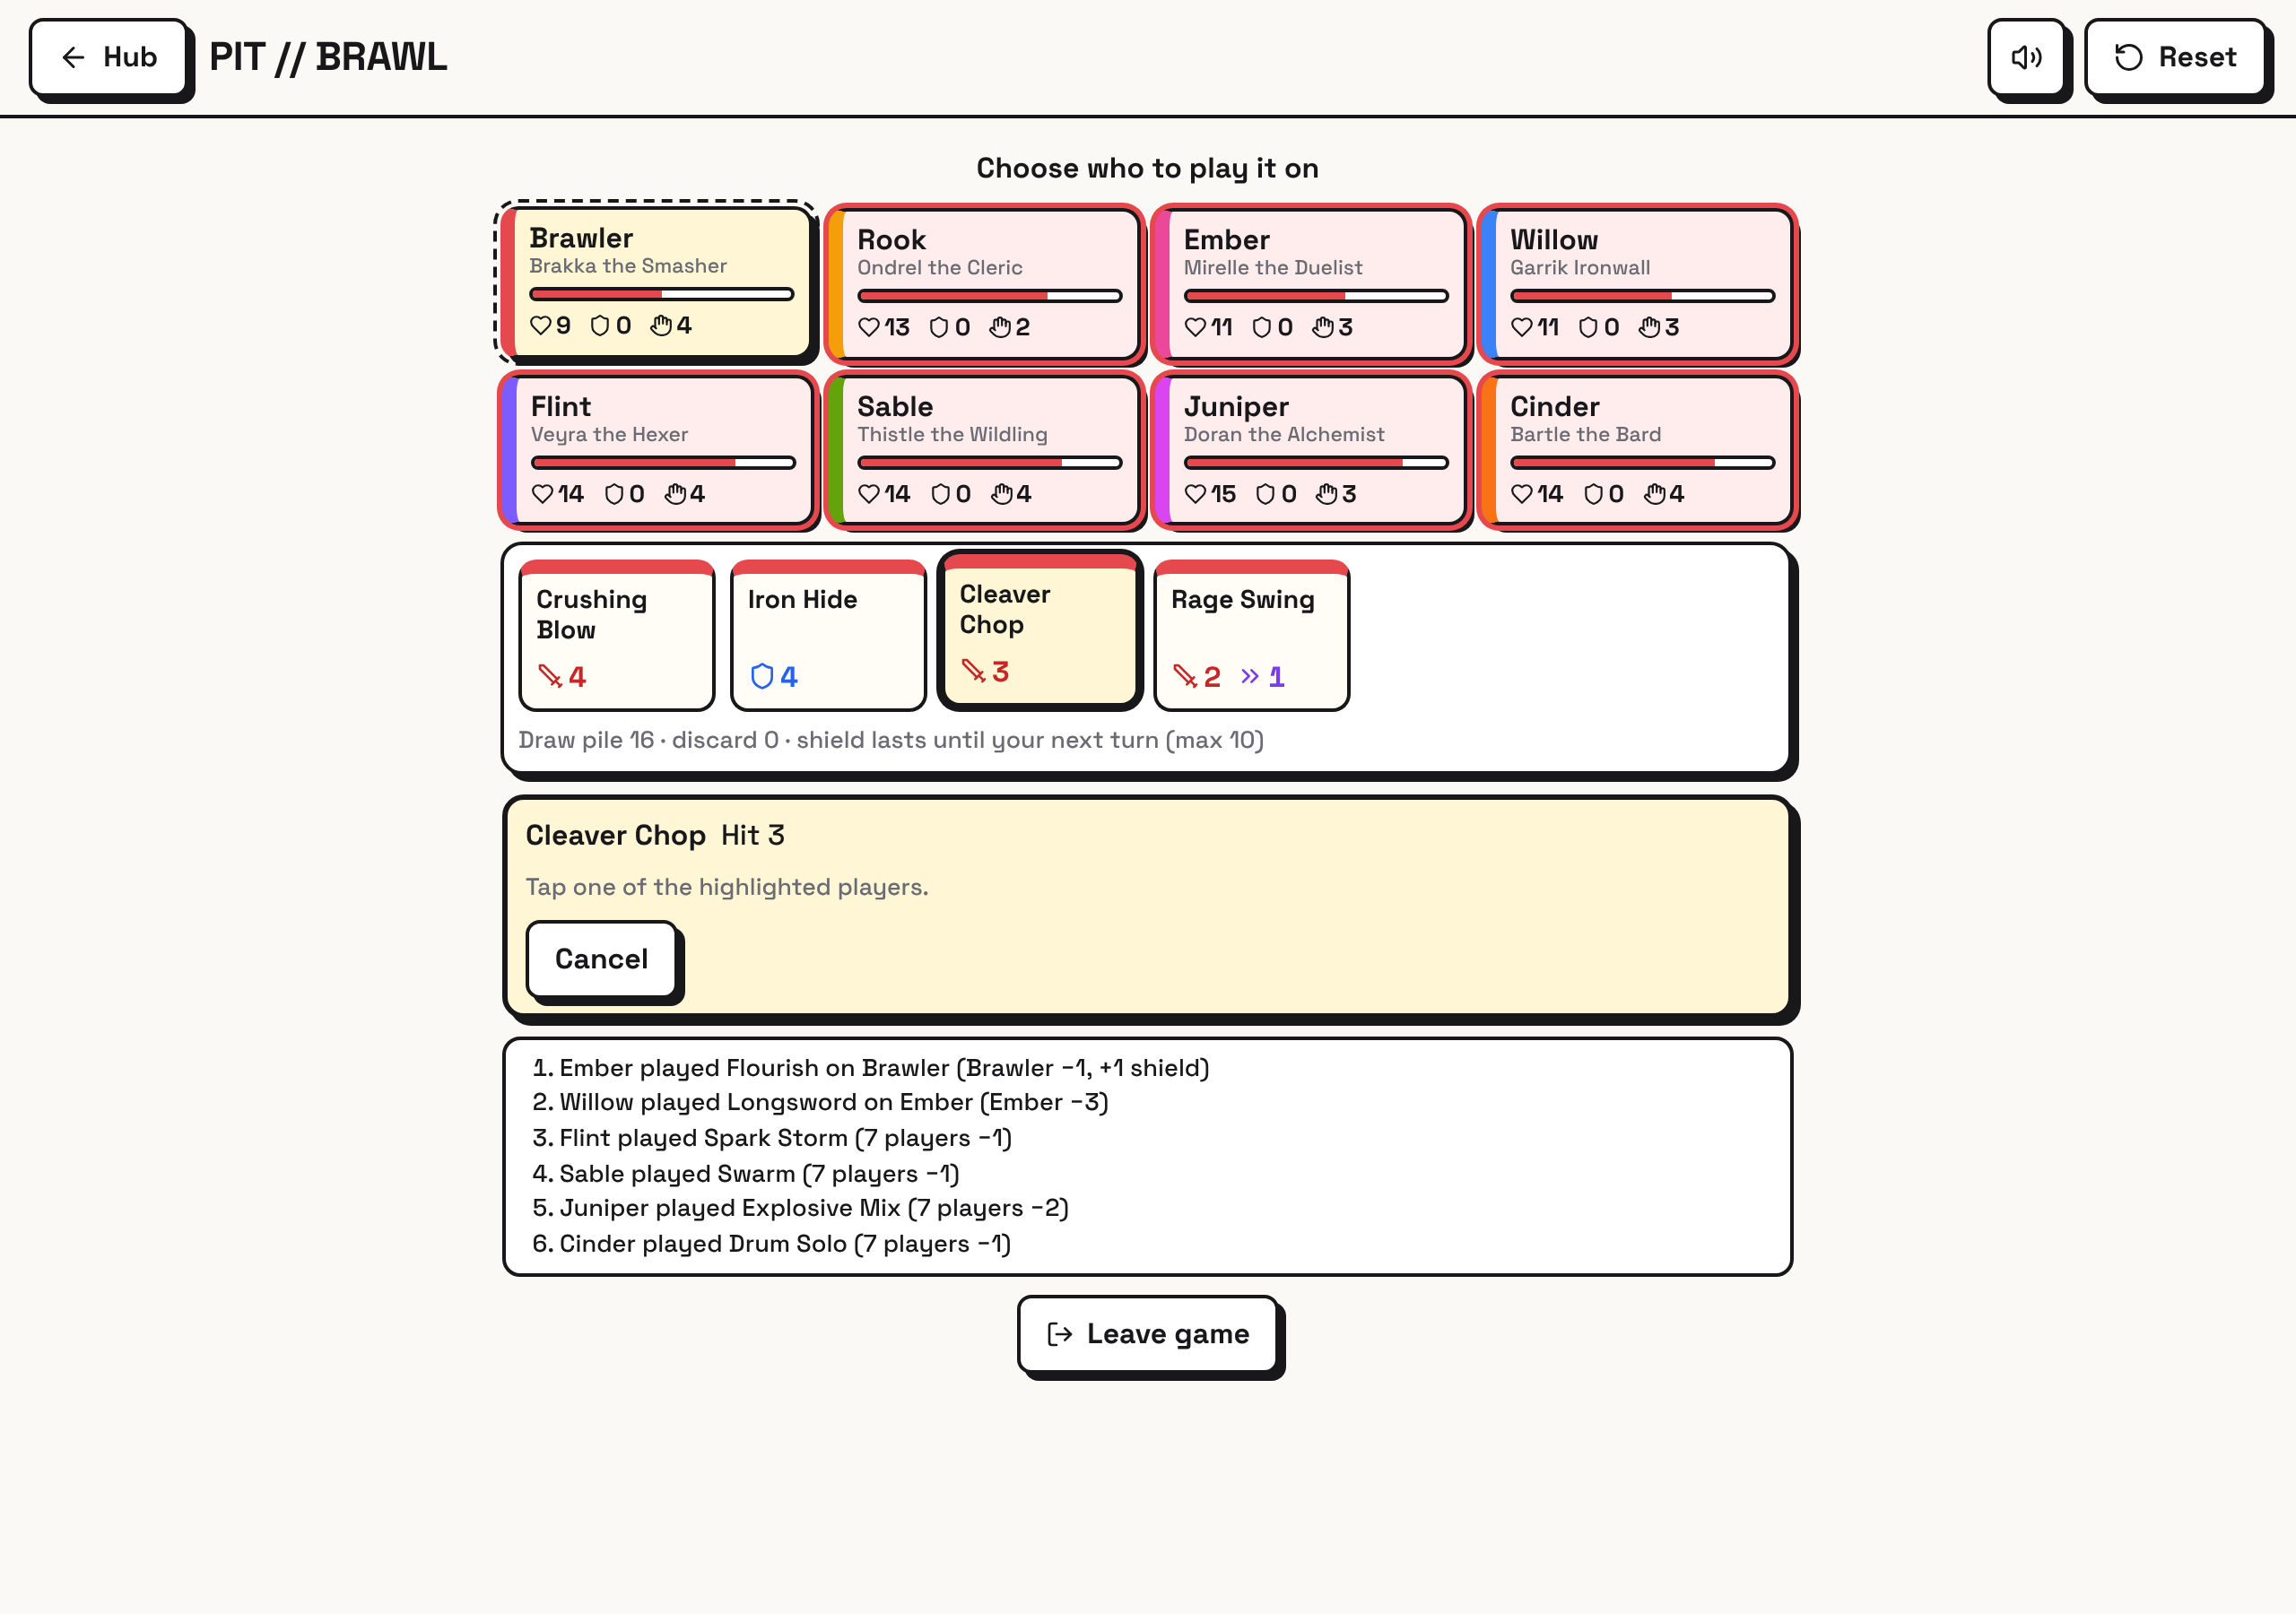 Hub
PIT // BRAWL
Reset
Choose who to play it on
Brawler
Brakka the Smasher
9 0 4
Rook
Ondrel the Cleric
13 0 2
Ember
Mirelle the Duelist
11 0 3
Willow
Garrik Ironwall
11 0 3
Flint
Veyra the Hexer
14 0 4
Sable
Thistle the Wildling
14 0 4
Juniper
Doran the Alchemist
15 0 3
Cinder
Bartle the Bard
14 0 4
Crushing
Blow
4
Iron Hide
4
Cleaver
Chop
3
Rage Swing
2 1
Draw pile 16 · discard 0 · shield lasts until your next turn (max 10)
Cleaver Chop Hit 3
Tap one of the highlighted players.
Cancel
1. Ember played Flourish on Brawler (Brawler −1, +1 shield)
2. Willow played Longsword on Ember (Ember −3)
3. Flint played Spark Storm (7 players −1)
4. Sable played Swarm (7 players −1)
5. Juniper played Explosive Mix (7 players −2)
6. Cinder played Drum Solo (7 players −1)
Leave game